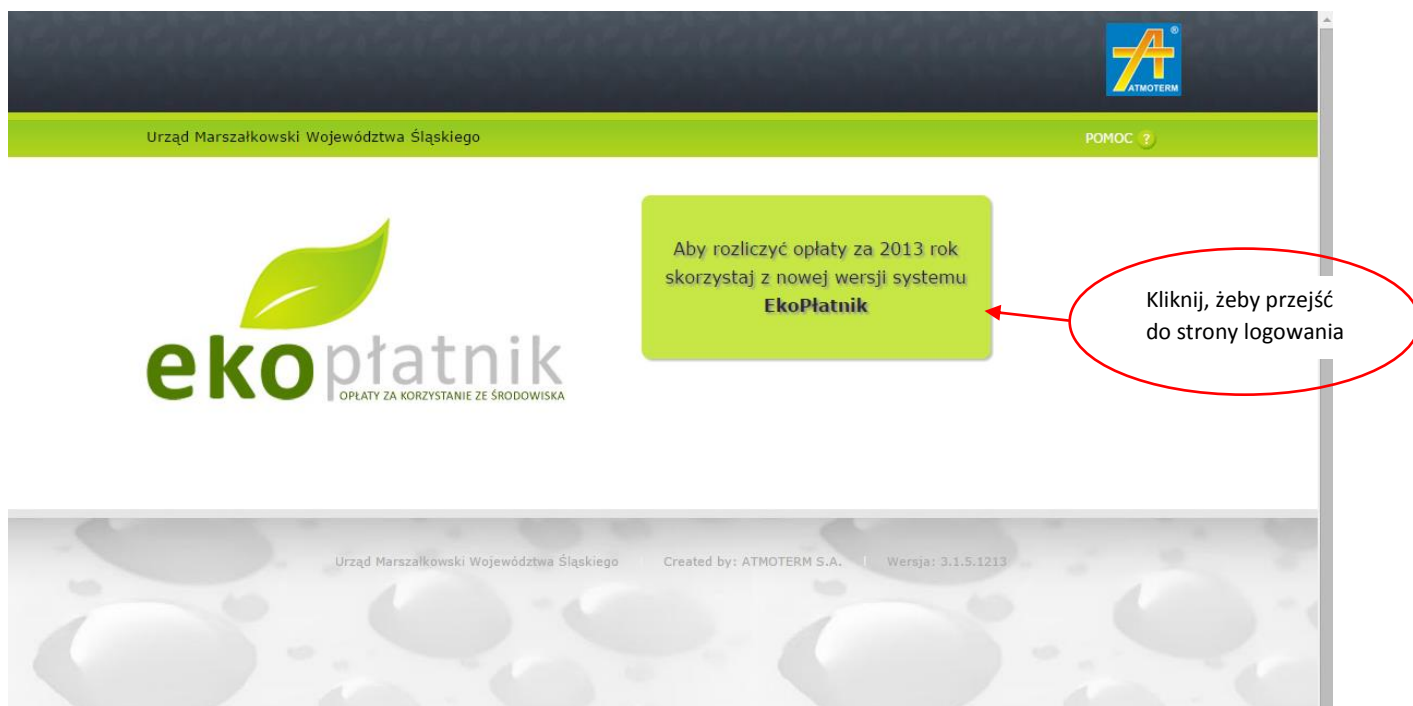 ATMOTERM
®
Urząd Marszałkowski Województwa Śląskiego
POMOC ?
Aby rozliczyć opłaty za 2013 rok
skorzystaj z nowej wersji systemu
EkoPłatnik
Kliknij, żeby przejść
do strony logowania
ekopłatnik
OPŁATY ZA KORZYSTANIE ZE ŚRODOWISKA
Urząd Marszałkowski Województwa Śląskiego Created by: ATMOTERM S.A. Wersja: 3.1.5.1213